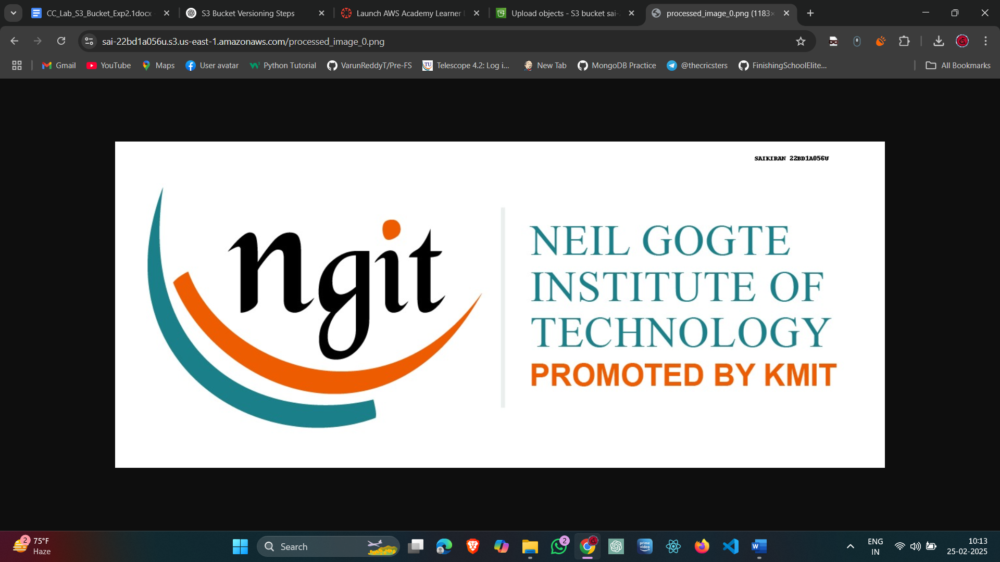 CC_Lab_S3_Bucket_Exp2.1docx
S3 Bucket Versioning Steps
Launch AWS Academy Learner
Upload objects - S3 bucket sai-
processed_image_0.png (1183×
sai-22bd1a056u.s3.us-east-1.amazonaws.com/processed_image_0.png
Gmail
YouTube
Maps
User avatar
Python Tutorial
VarunReddyT/Pre-FS
Telescope 4.2: Log i...
New Tab
MongoDB Practice
@thecricsters
FinishingSchoolElite...
All Bookmarks
SAIKIRAN 22BD1A056U
ngit
NEIL GOGTE
INSTITUTE OF
TECHNOLOGY
PROMOTED BY KMIT
2
75°F
Haze
Search
2
prime video
W
ENG
IN
10:13
25-02-2025